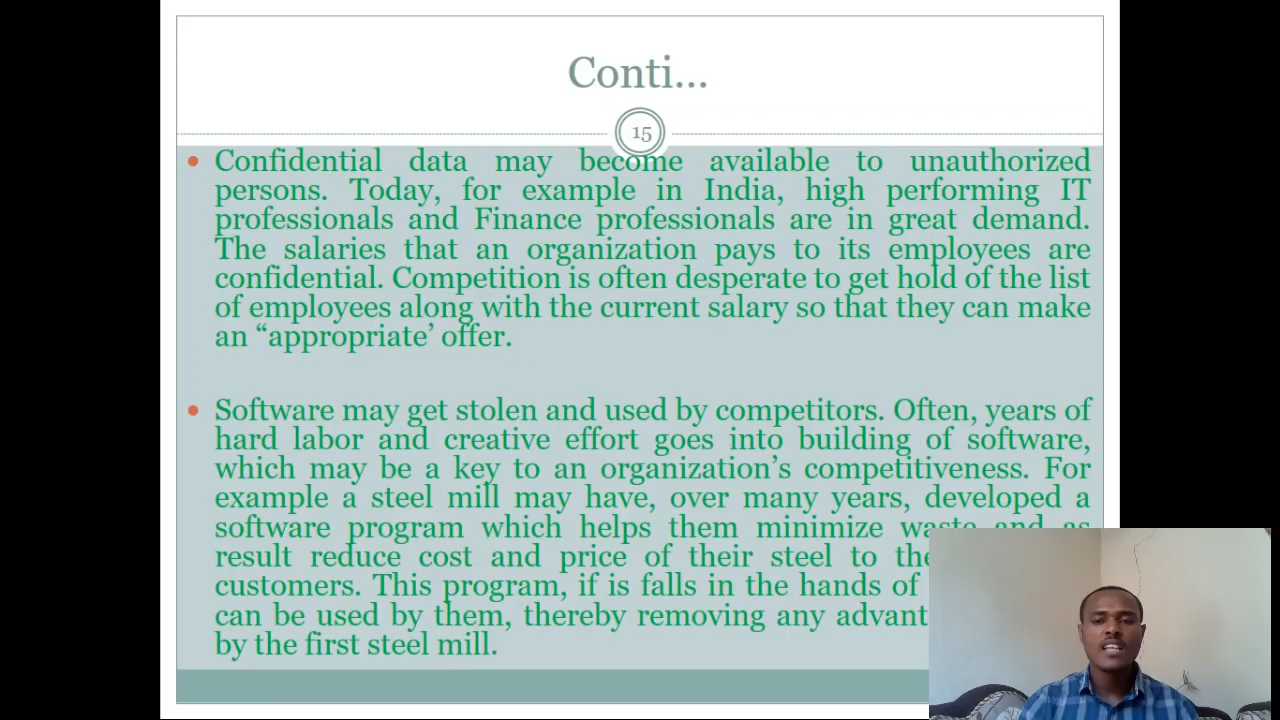 Conti...
15
Confidential data may become available to unauthorized
persons. Today, for example in India, high performing IT
professionals and Finance professionals are in great demand.
The salaries that an organization pays to its employees are
confidential. Competition is often desperate to get hold of the list
of employees along with the current salary so that they can make
an “appropriate’ offer.
Software may get stolen and used by competitors. Often, years of
hard labor and creative effort goes into building of software,
which may be a key to an organization’s competitiveness. For
example a steel mill may have, over many years, developed a
software program which helps them minimize waste and as
result reduce cost and price of their steel to
customers. This program, if is falls in the hands of
can be used by them, thereby removing any
by the first steel mill.